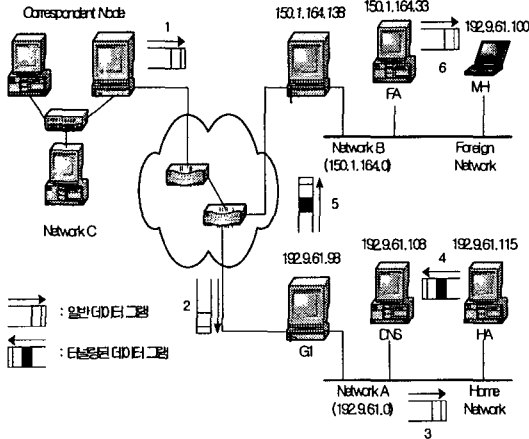 Correspondent Node
1
150.1.164.138
150.1.164.33
192.9.61.100
6
FA
MH
Network B
(150.1.164.0)
Foreign
Network
Network C
5
192.9.61.98
192.9.61.108
192.9.61.115
2
4
G1
DNS
HA
: 일반 데이터그램
: 터널링된 데이터그램
Network A
(192.9.61.0)
3
Home
Network